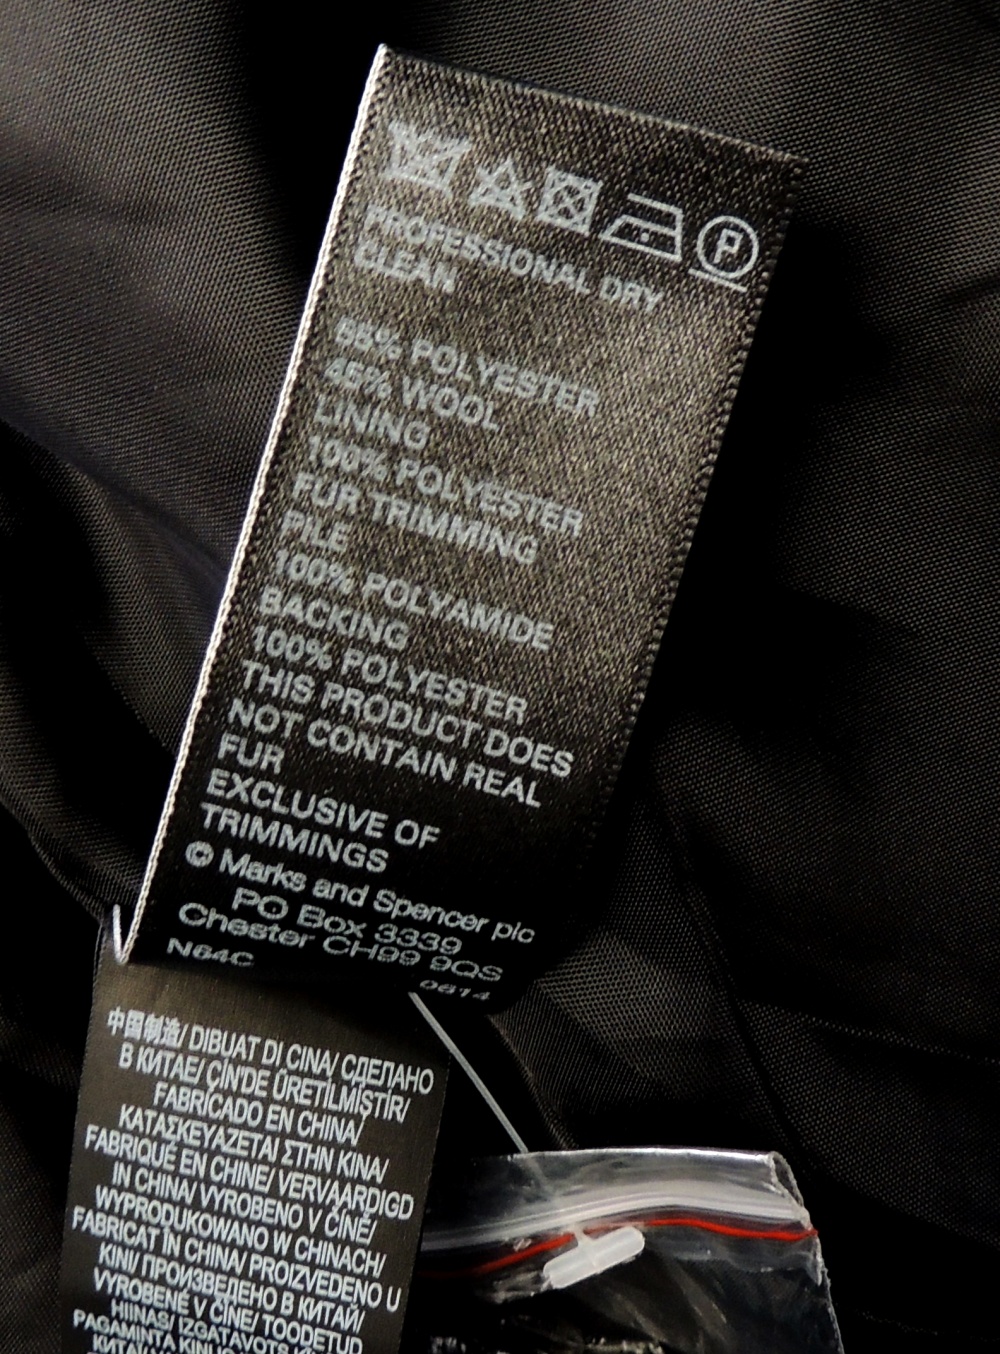 P
PROFESSIONAL DRY
CLEAN
55% POLYESTER
45% WOOL
LINING
100% POLYESTER
FUR TRIMMING
PILE
100% POLYAMIDE
BACKING
100% POLYESTER
THIS PRODUCT DOES
NOT CONTAIN REAL
FUR
EXCLUSIVE OF
TRIMMINGS
© Marks and Spencer plc
PO Box 3339
Chester CH99 9QS
N64C
0614
中国制造/ DIBUAT DI CINA/ СДЕЛАНО
В КИТАЕ/ ÇİN'DE ÜRETİLMİŞTİR/
FABRICADO EN CHINA/
ΚΑΤΑΣΚΕΥΑΖΕΤΑΙ ΣΤΗΝ ΚΙΝΑ/
FABRIQUÉ EN CHINE/ VERVAARDIGD
IN CHINA/ VYROBENO V ČÍNĚ/
WYPRODUKOWANO W CHINACH/
FABRICAT ÎN CHINA/ PROIZVEDENO U
KINI/ ПРОИЗВЕДЕНО В КИТАЙ/
VYROBENÉ V ČÍNE/ TOODETUD
HIINAS/ IZGATAVOTS
PAGAMINTA